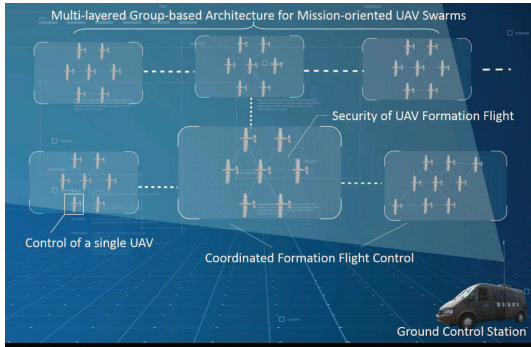 Multi-layered Group-based Architecture for Mission-oriented UAV Swarms
Security of UAV Formation Flight
Control of a single UAV
Coordinated Formation Flight Control
Ground Control Station